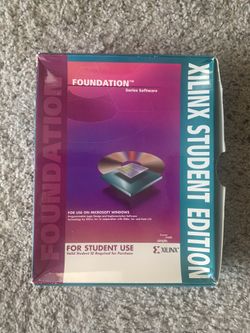 FOUNDATION™
Series Software
FOUNDATION
XILINX STUDENT EDITION
FOR USE ON MICROSOFT WINDOWS
FOR STUDENT USE
Valid Student ID Required for Purchase
XILINX